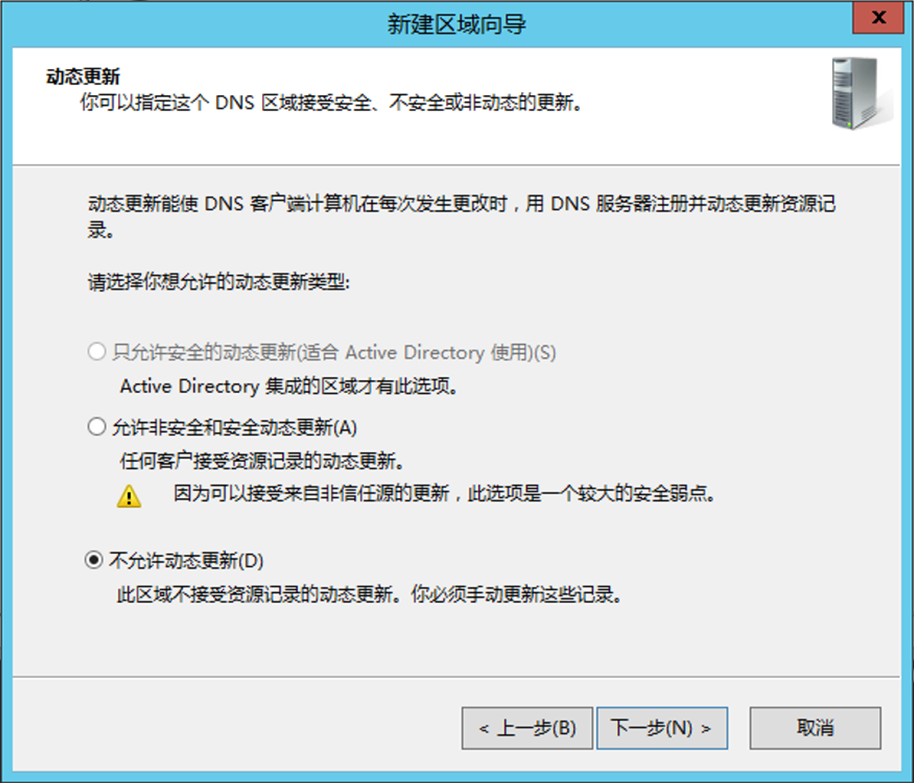 新建区域向导
x
动态更新
你可以指定这个 DNS 区域接受安全、不安全或非动态的更新。
动态更新能使 DNS 客户端计算机在每次发生更改时，用 DNS 服务器注册并动态更新资源记
录。
请选择你想允许的动态更新类型:
只允许安全的动态更新(适合 Active Directory 使用)(S)
Active Directory 集成的区域才有此选项。
允许非安全和安全动态更新(A)
任何客户接受资源记录的动态更新。
因为可以接受来自非信任源的更新，此选项是一个较大的安全弱点。
不允许动态更新(D)
此区域不接受资源记录的动态更新。你必须手动更新这些记录。
< 上一步(B) 下一步(N) > 取消